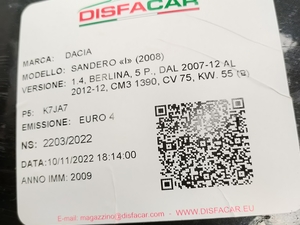 DISFACAR
MARCA: DACIA
MODELLO: SANDERO «I» (2008)
VERSIONE: 1.4, BERLINA, 5 P., DAL 2007-12 AL
2012-12, CM3 1390, CV 75, KW. 55
P5: K7JA7
EMISSIONE: EURO 4
NS: 2203/2022
DATA:10/11/2022 18:14:00
ANNO IMM: 2009
WWW.DISFACAR.EU
E-mail: magazzino@disfacar.eu